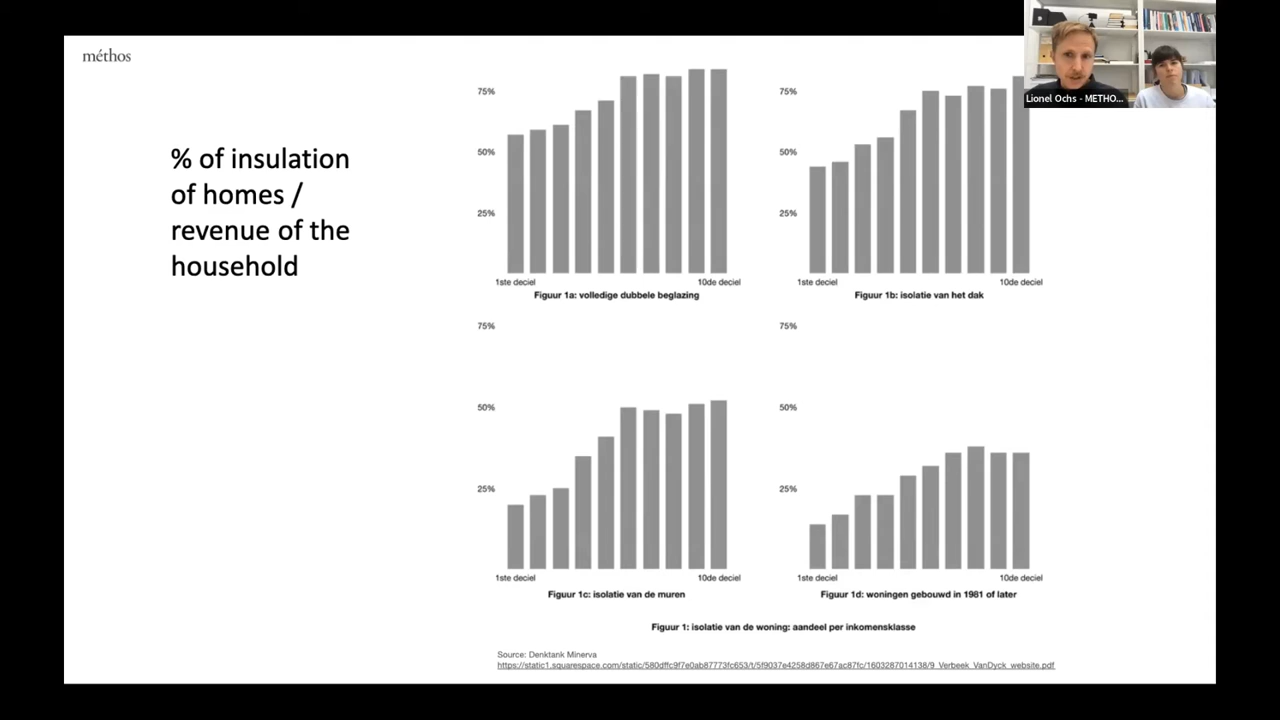 méthos
% of insulation
of homes /
revenue of the
household
75%
50%
25%
1ste deciel 10de deciel
Figuur 1a: volledige dubbele beglazing
75%
50%
25%
1ste deciel 10de deciel
Figuur 1b: isolatie van het dak
Lionel Ochs - METHO...
75%
50%
25%
1ste deciel 10de deciel
Figuur 1c: isolatie van de muren
75%
50%
25%
1ste deciel 10de deciel
Figuur 1d: woningen gebouwd in 1981 of later
Figuur 1: isolatie van de woning: aandeel per inkomensklasse
Source: Denktank Minerva
https://static1.squarespace.com/static/580dffc9f7e0ab87773fc653/t/5f9037e4258d867e67ac87fc/1603287014138/9_Verbeek_VanDyck_website.pdf